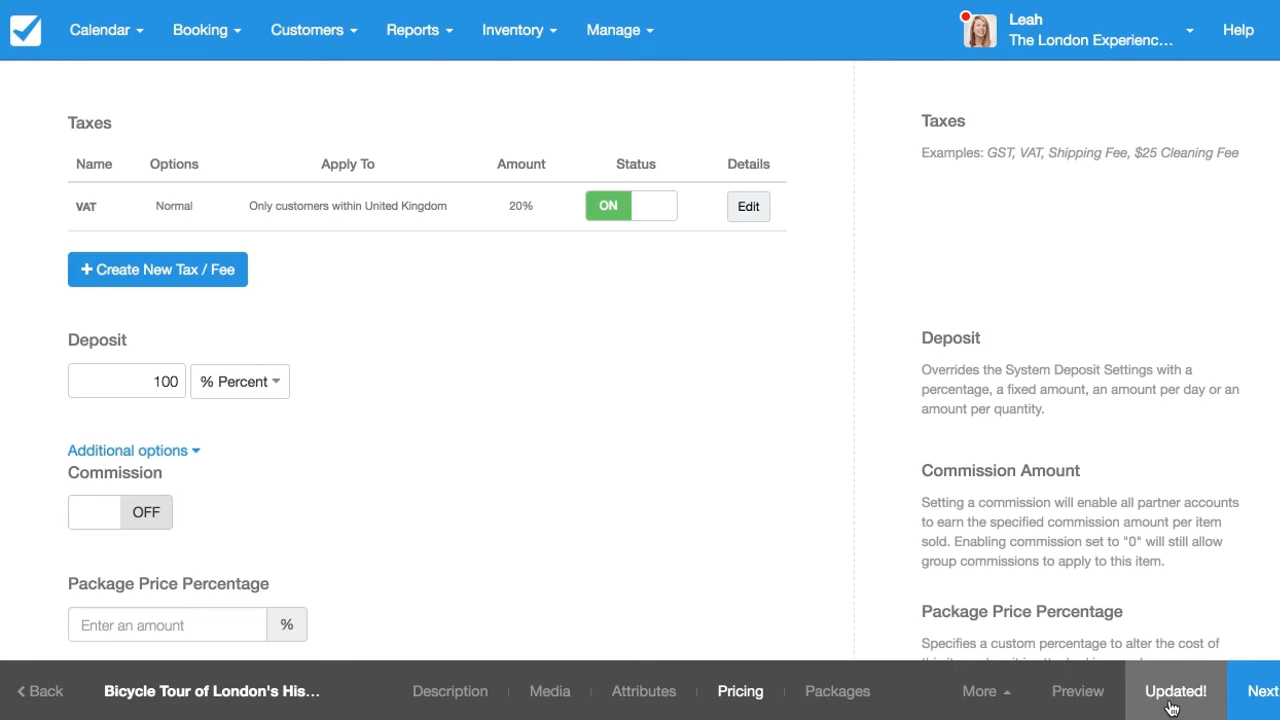 Calendar Booking Customers Reports Inventory Manage
Leah
The London Experienc...
Help
Taxes
Name Options Apply To Amount Status Details
VAT Normal Only customers within United Kingdom 20% ON Edit
+ Create New Tax / Fee
Deposit
100 % Percent
Additional options
Commission
OFF
Package Price Percentage
Enter an amount %
Taxes
Examples: GST, VAT, Shipping Fee, $25 Cleaning Fee
Deposit
Overrides the System Deposit Settings with a
percentage, a fixed amount, an amount per day or an
amount per quantity.
Commission Amount
Setting a commission will enable all partner accounts
to earn the specified commission amount per item
sold. Enabling commission set to "0" will still allow
group commissions to apply to this item.
Package Price Percentage
Specifies a custom percentage to alter the cost of
Back Bicycle Tour of London's His... Description Media Attributes Pricing Packages More Preview Updated! Next